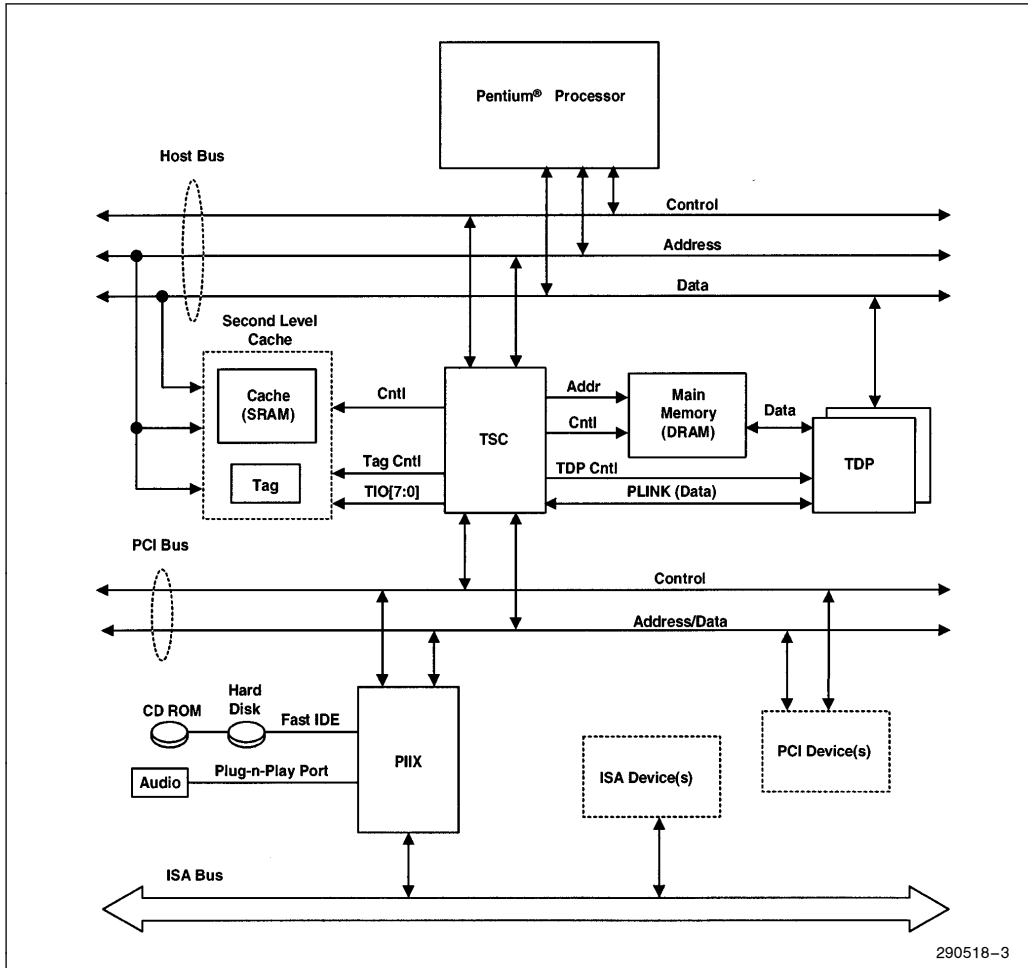 Pentium® Processor
Host Bus
Control
Address
Data
Second Level
Cache
Cache
(SRAM)
Tag
Cntl
Tag Cntl
TIO[7:0]
TSC
Addr
Cntl
Main
Memory
(DRAM)
Data
TDP Cntl
PLINK (Data)
TDP
PCI Bus
Control
Address/Data
CD ROM
Hard
Disk
Fast IDE
Audio
Plug-n-Play Port
PIIX
ISA Device(s)
PCI Device(s)
ISA Bus
290518–3